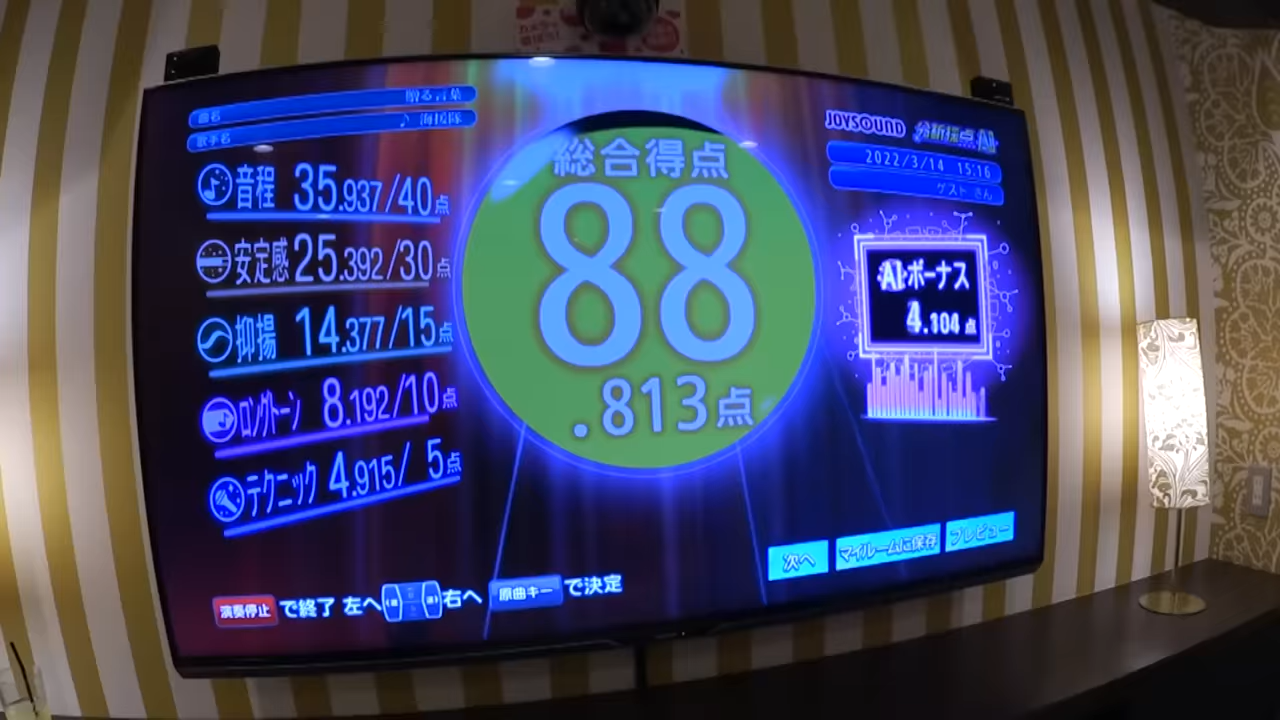 曲名 贈る言葉
歌手名 ♪ 海援隊
音程 35.937/40点
安定感 25.392/30点
抑揚 14.377/15点
ロングトーン 8.192/10点
テクニック 4.915/ 5点
総合得点
88
.813点
JOYSOUND 分析採点AI
2022/3/14 15:16
ゲスト さん
AIボーナス
4.104点
次へ マイルームに保存 プレビュー
演奏停止 で終了 左へ 右へ 原曲キー で決定